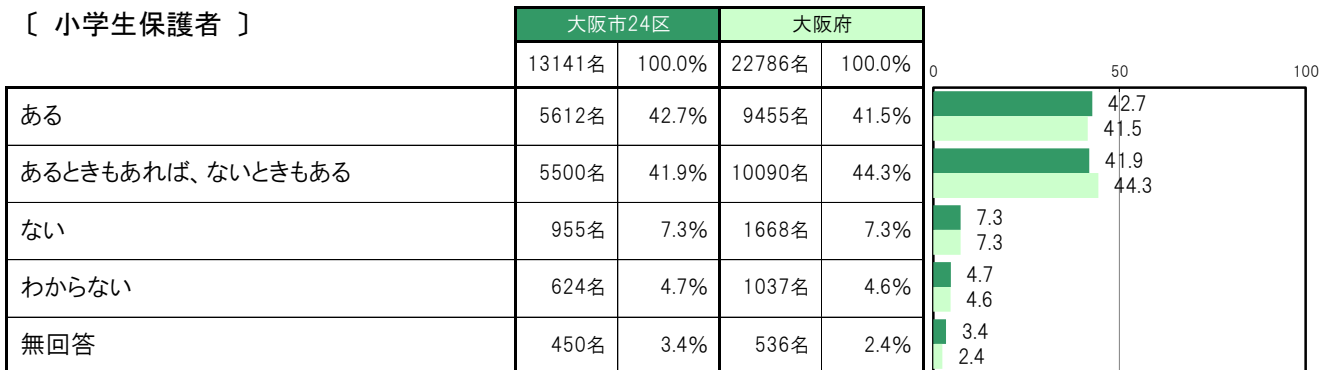 〔 小学生保護者 〕 大阪市24区 大阪府
13141名 100.0% 22786名 100.0% 0 50 100
ある 5612名 42.7% 9455名 41.5% 42.7
41.5
あるときもあれば、ないときもある 5500名 41.9% 10090名 44.3% 41.9
44.3
ない 955名 7.3% 1668名 7.3% 7.3
7.3
わからない 624名 4.7% 1037名 4.6% 4.7
4.6
無回答 450名 3.4% 536名 2.4% 3.4
2.4